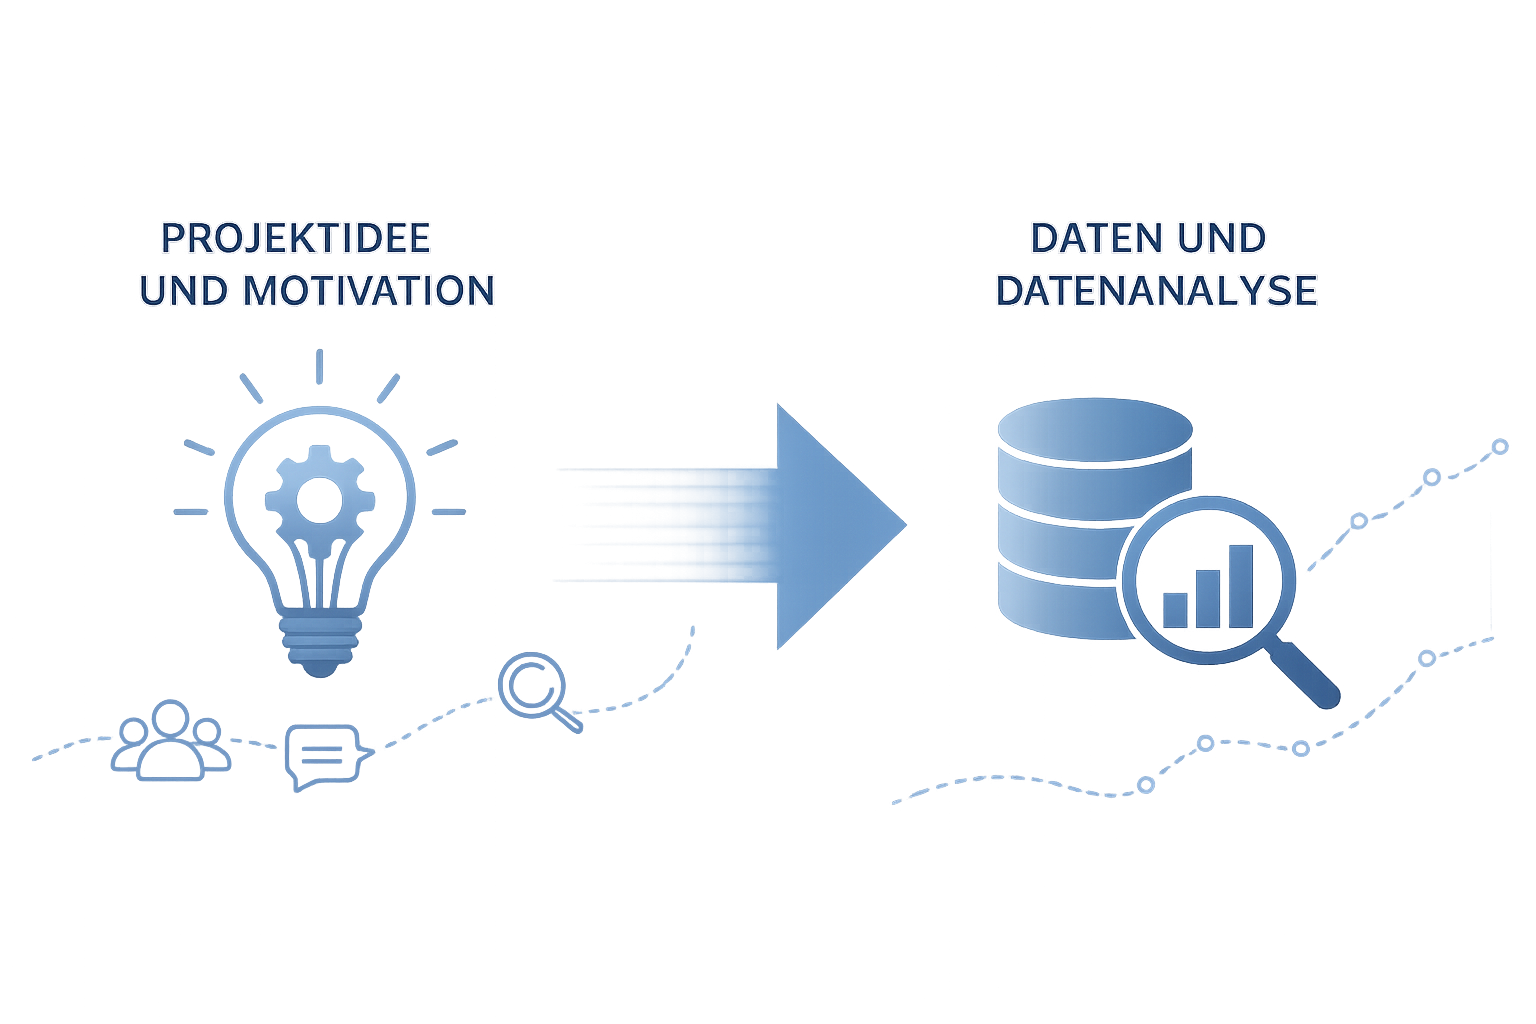 PROJEKTIDEE
UND MOTIVATION
DATEN UND
DATENANALYSE